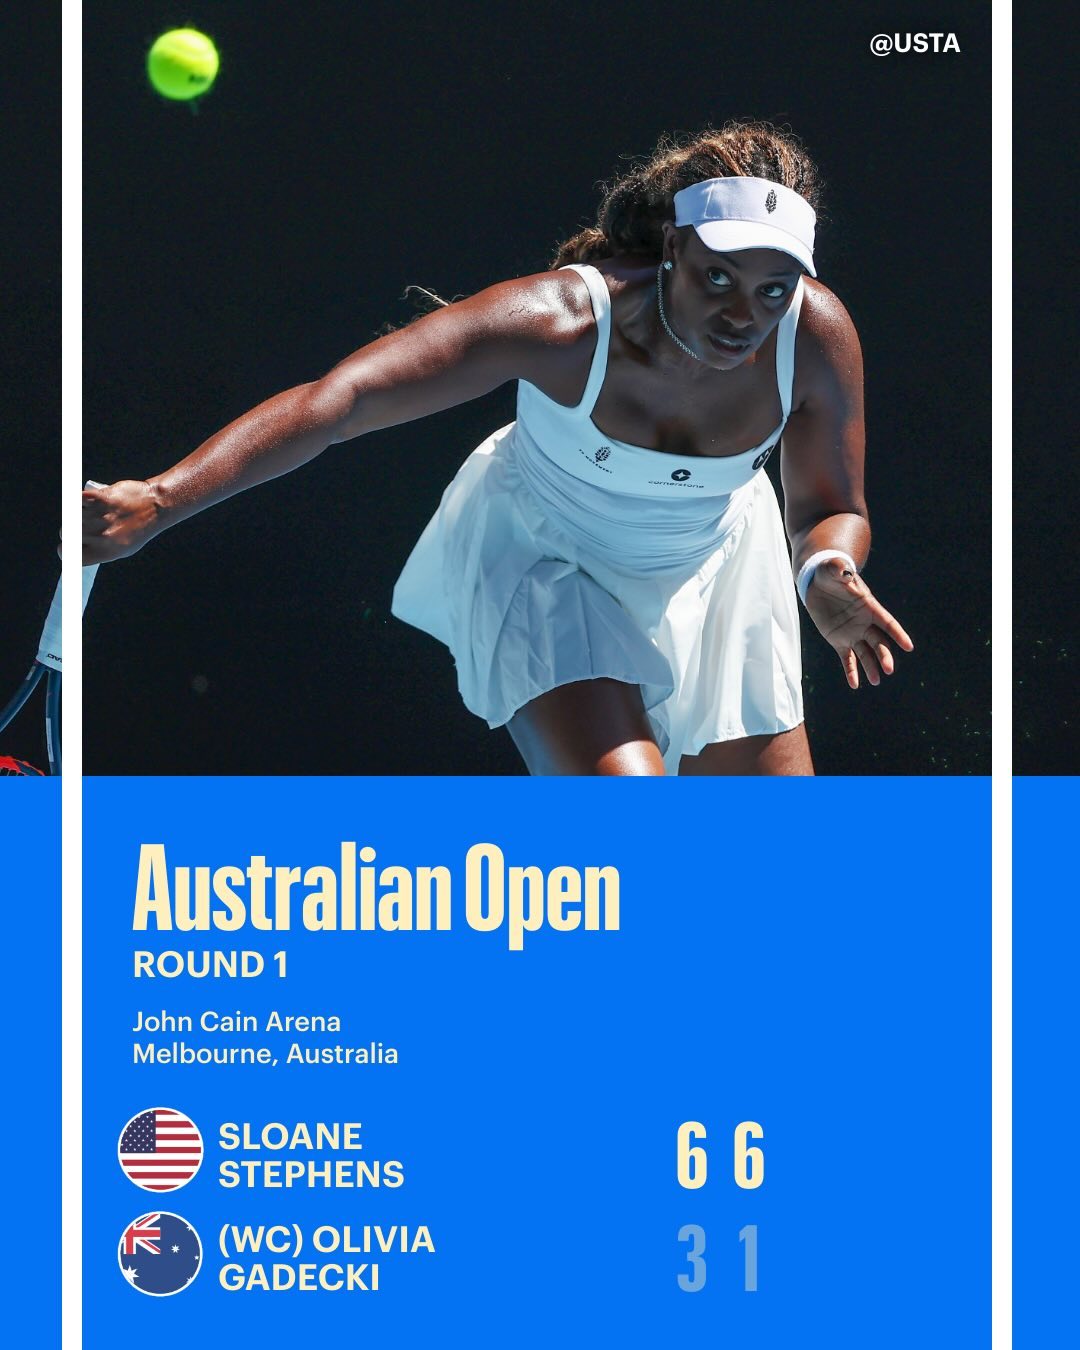 @USTA
cornerstone
Australian Open
ROUND 1
John Cain Arena
Melbourne, Australia
SLOANE
STEPHENS
6 6
(WC) OLIVIA
GADECKI
3 1